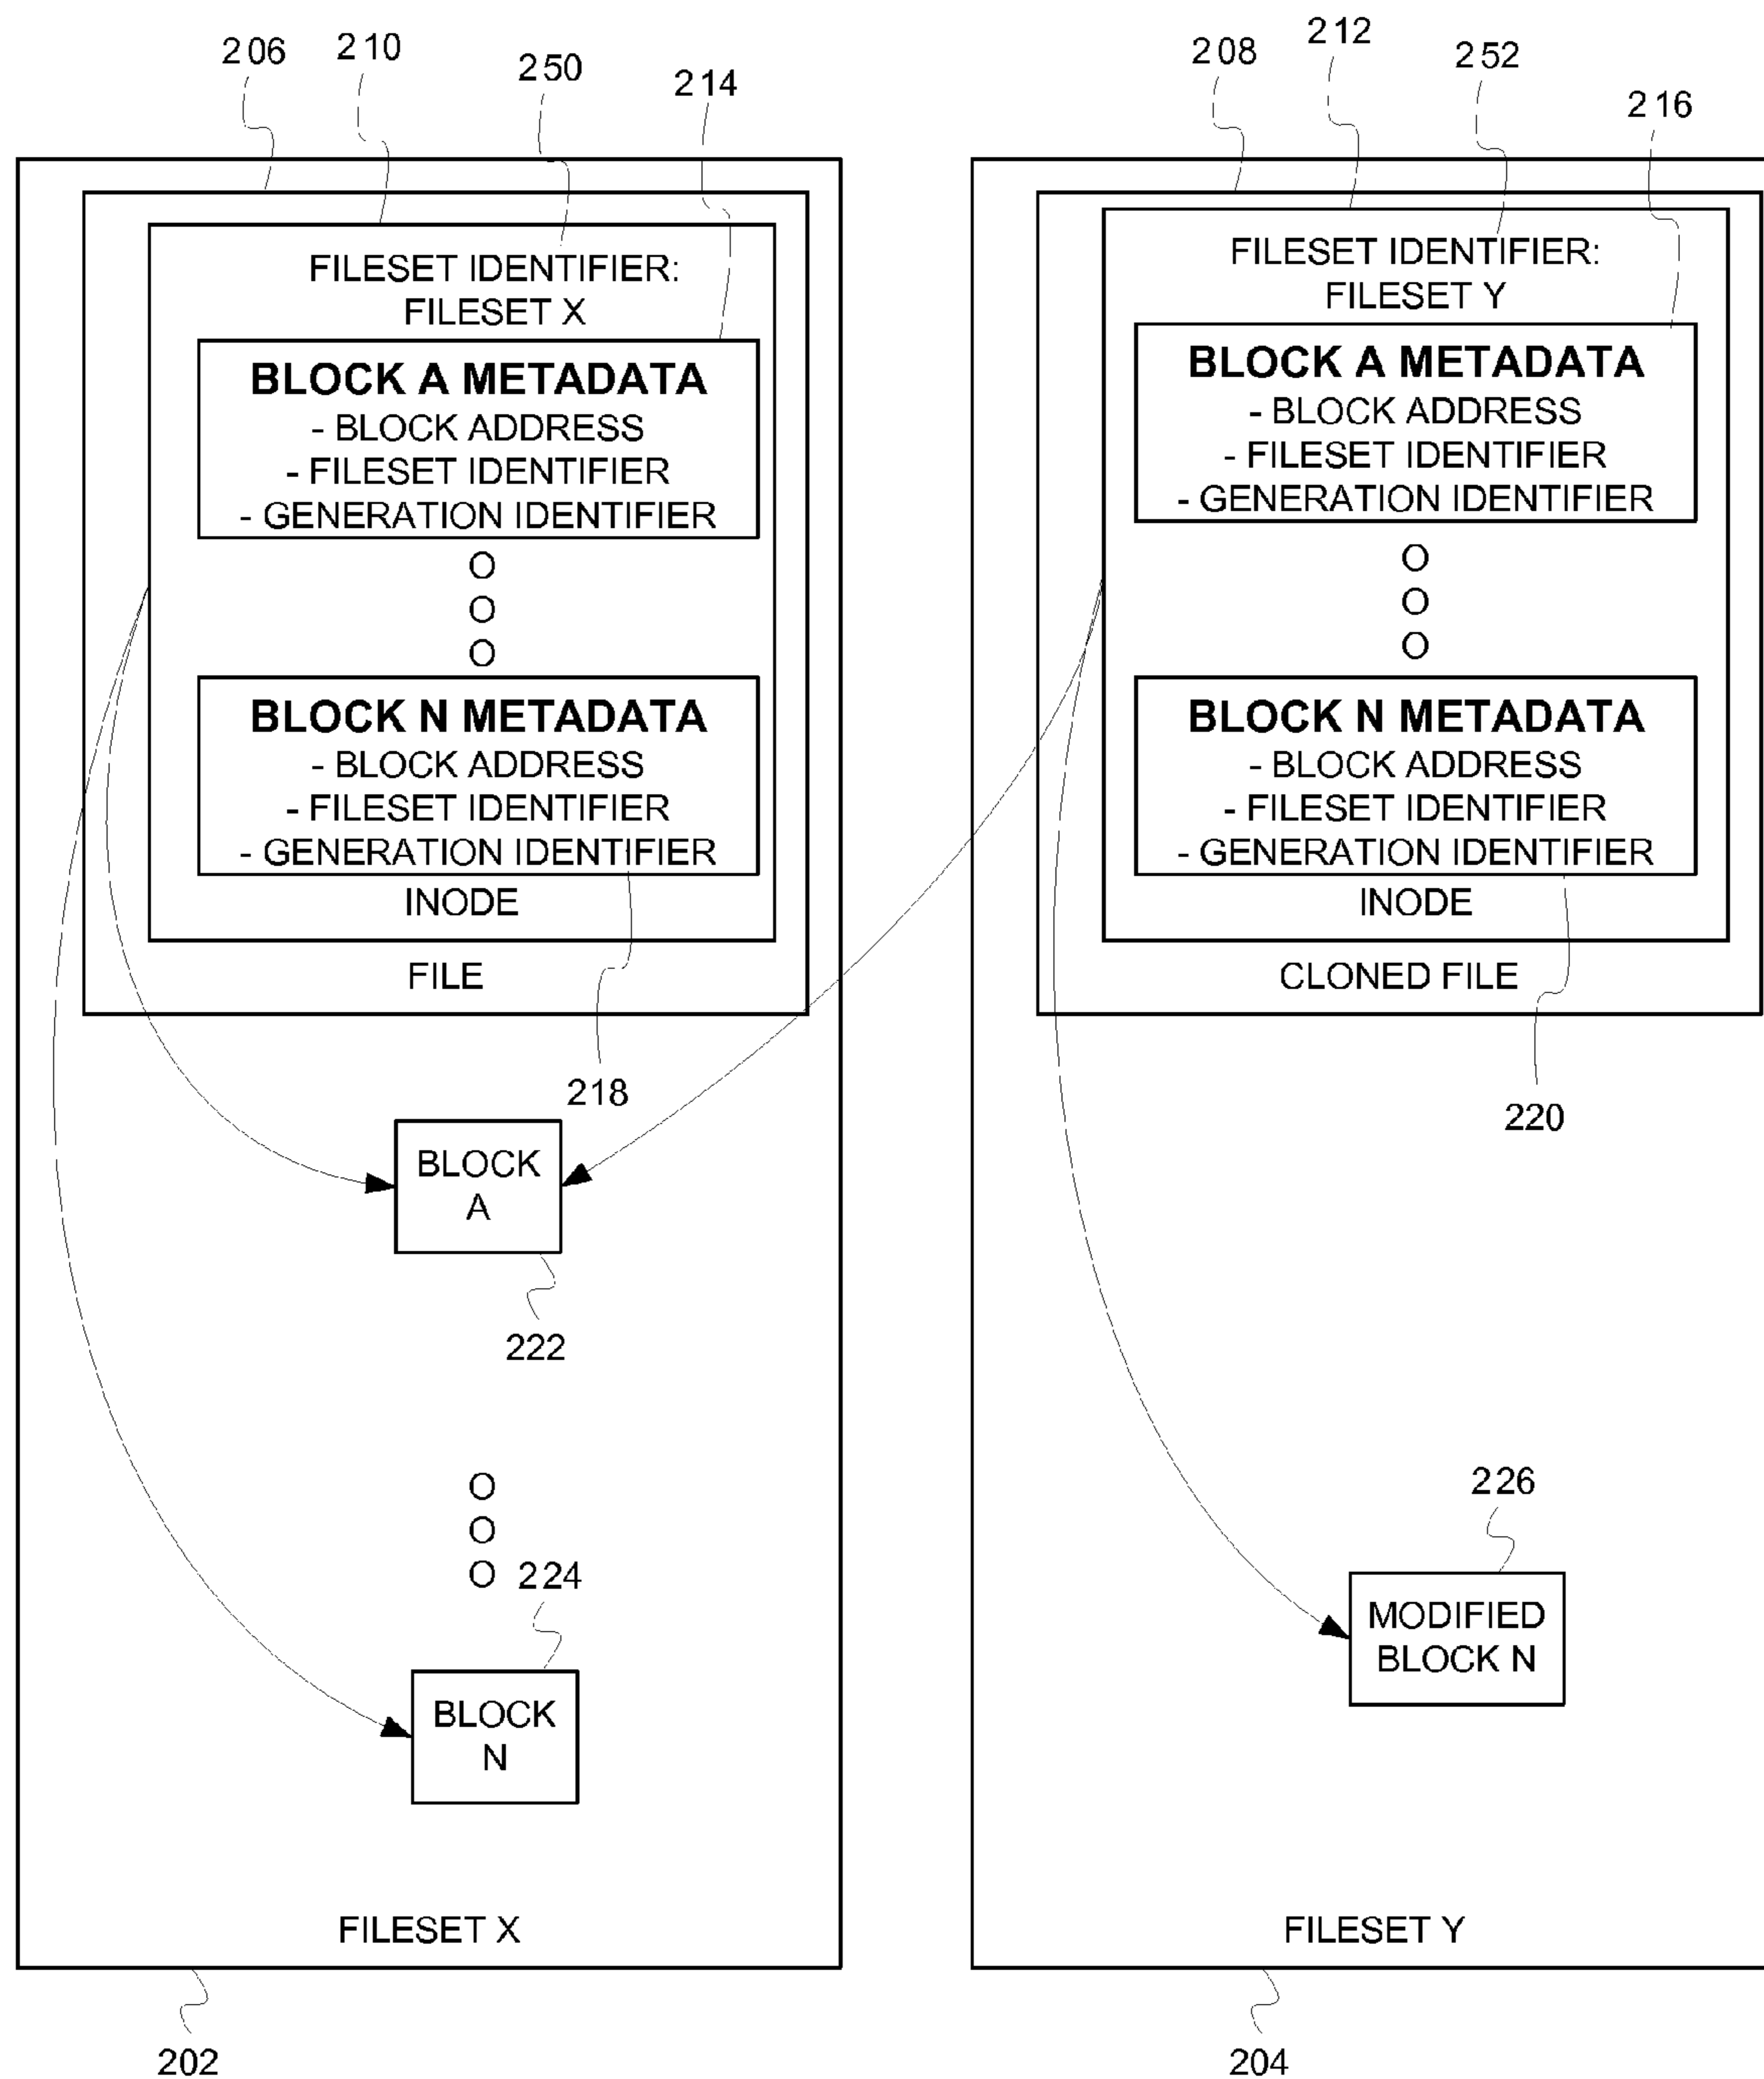 206
210
250
214
FILESET IDENTIFIER:
FILESET X
BLOCK A METADATA
- BLOCK ADDRESS
- FILESET IDENTIFIER
- GENERATION IDENTIFIER
O
O
O
BLOCK N METADATA
- BLOCK ADDRESS
- FILESET IDENTIFIER
- GENERATION IDENTIFIER
INODE
FILE
218
BLOCK
A
222
O
O
O
224
BLOCK
N
FILESET X
202
208
212
252
216
FILESET IDENTIFIER:
FILESET Y
BLOCK A METADATA
- BLOCK ADDRESS
- FILESET IDENTIFIER
- GENERATION IDENTIFIER
O
O
O
BLOCK N METADATA
- BLOCK ADDRESS
- FILESET IDENTIFIER
- GENERATION IDENTIFIER
INODE
CLONED FILE
220
226
MODIFIED
BLOCK N
FILESET Y
204